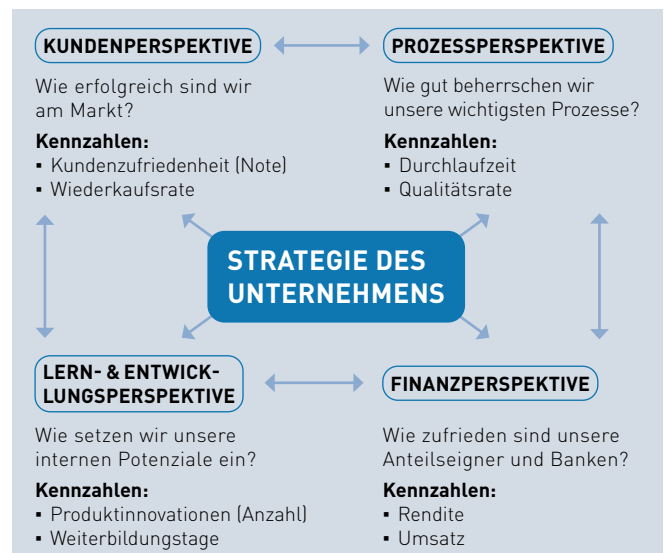 KUNDENPERSPEKTIVE
Wie erfolgreich sind wir
am Markt?
Kennzahlen:
▪ Kundenzufriedenheit (Note)
▪ Wiederkaufsrate
PROZESSPERSPEKTIVE
Wie gut beherrschen wir
unsere wichtigsten Prozesse?
Kennzahlen:
▪ Durchlaufzeit
▪ Qualitätsrate
STRATEGIE DES
UNTERNEHMENS
LERN- & ENTWICK-
LUNGSPERSPEKTIVE
Wie setzen wir unsere
internen Potenziale ein?
Kennzahlen:
▪ Produktinnovationen (Anzahl)
▪ Weiterbildungstage
FINANZPERSPEKTIVE
Wie zufrieden sind unsere
Anteilseigner und Banken?
Kennzahlen:
▪ Rendite
▪ Umsatz